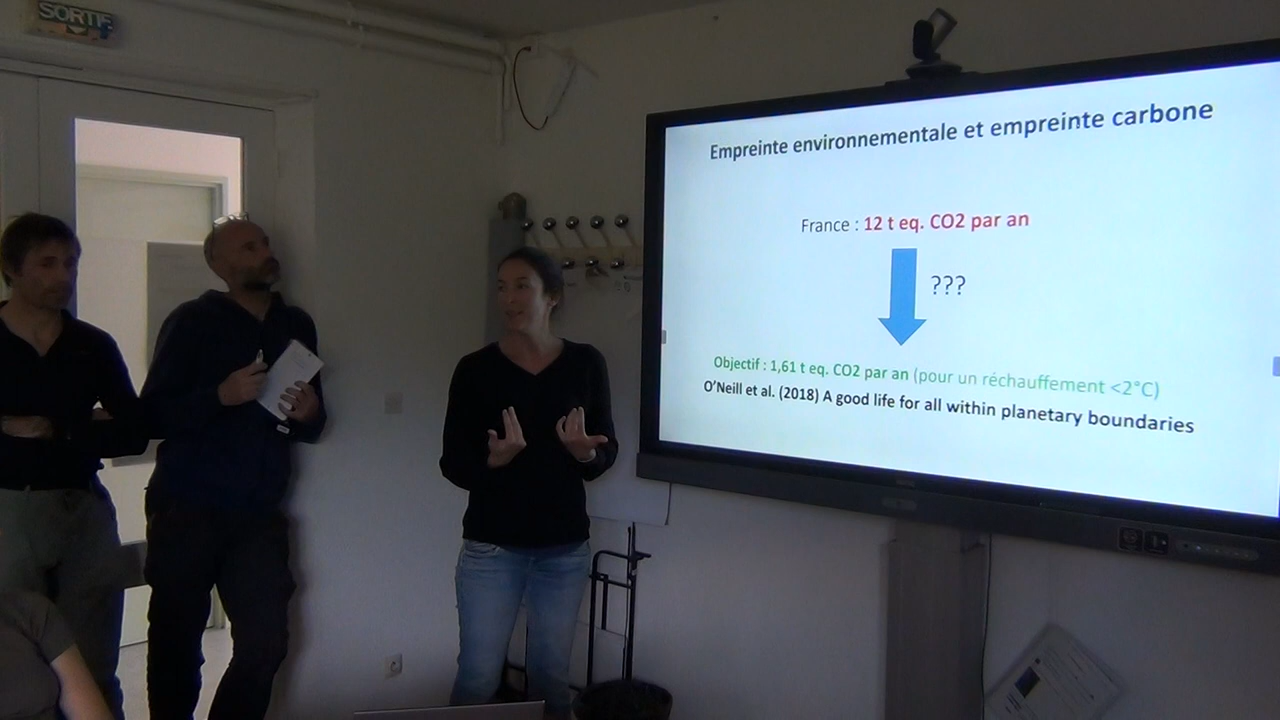 SORTIE
Empreinte environnementale et empreinte carbone
France : 12 t eq. CO2 par an
???
Objectif : 1,61 t eq. CO2 par an (pour un réchauffement <2°C)
O'Neill et al. (2018) A good life for all within planetary boundaries